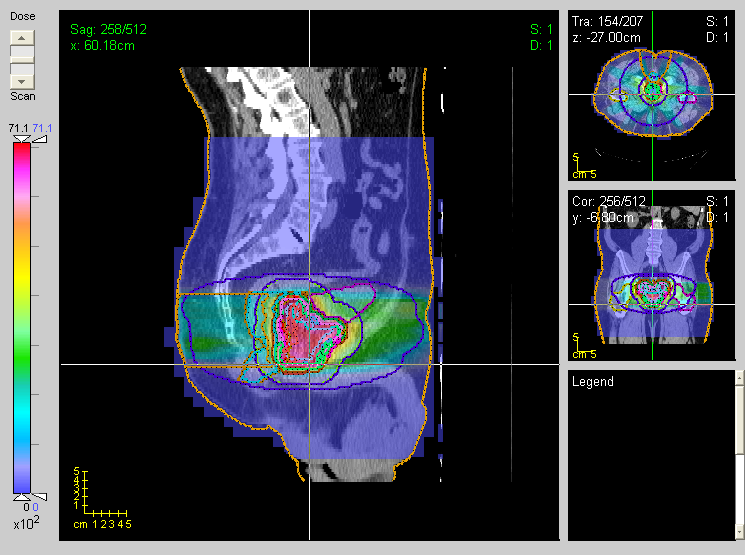 Dose
Scan
71.1 71.1
0 0
x10²
Sag: 258/512
x: 60.18cm
S: 1
D: 1
5
4
3
2
1
cm 1 2 3 4 5
Tra: 154/207
z: -27.00cm
S: 1
D: 1
5
cm 5
Cor: 256/512
y: -6.80cm
S: 1
D: 1
5
cm 5
Legend